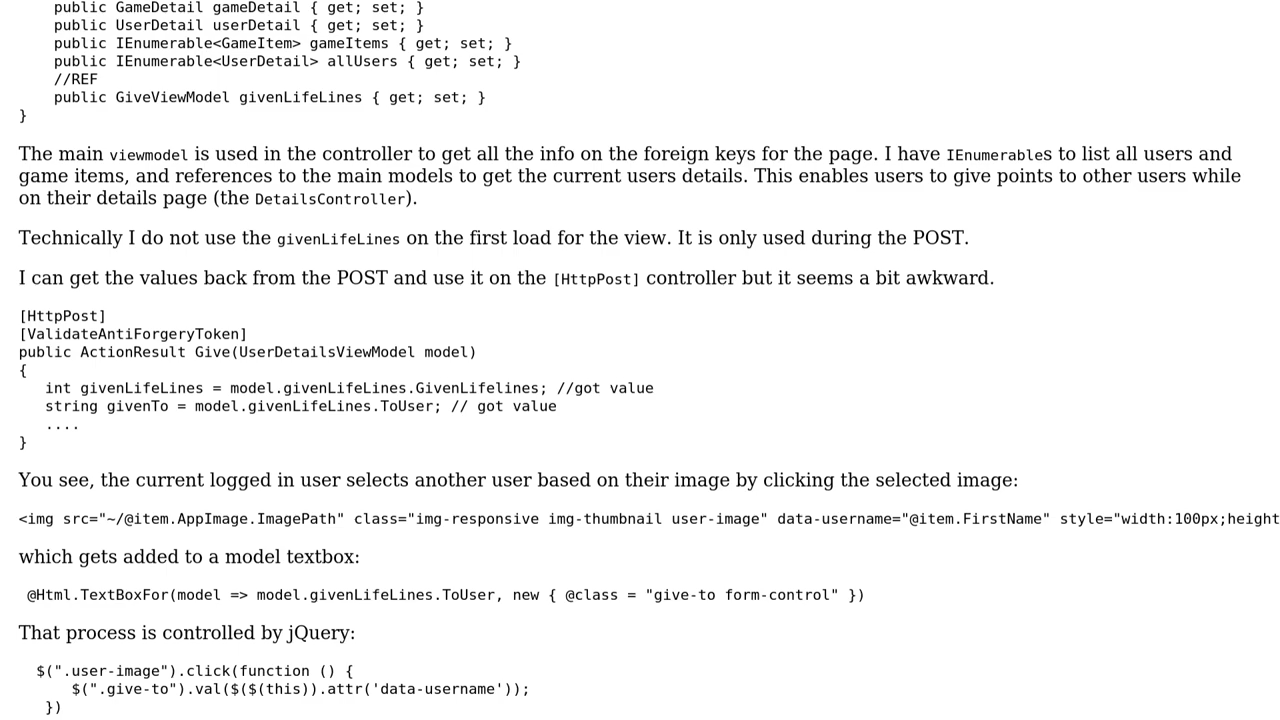 public GameDetail gameDetail { get; set; }
public UserDetail userDetail { get; set; }
public IEnumerable<GameItem> gameItems { get; set; }
public IEnumerable<UserDetail> allUsers { get; set; }
//REF
public GiveViewModel givenLifeLines { get; set; }
}
The main viewmodel is used in the controller to get all the info on the foreign keys for the page. I have IEnumerables to list all users and
game items, and references to the main models to get the current users details. This enables users to give points to other users while
on their details page (the DetailsController).
Technically I do not use the givenLifeLines on the first load for the view. It is only used during the POST.
I can get the values back from the POST and use it on the [HttpPost] controller but it seems a bit awkward.
[HttpPost]
[ValidateAntiForgeryToken]
public ActionResult Give(UserDetailsViewModel model)
{
int givenLifeLines = model.givenLifeLines.GivenLifelines; //got value
string givenTo = model.givenLifeLines.ToUser; // got value
....
}
You see, the current logged in user selects another user based on their image by clicking the selected image:
<img src="~/@item.AppImage.ImagePath" class="img-responsive img-thumbnail user-image" data-username="@item.FirstName" style="width:100px;height
which gets added to a model textbox:
@Html.TextBoxFor(model => model.givenLifeLines.ToUser, new { @class = "give-to form-control" })
That process is controlled by jQuery:
$(".user-image").click(function () {
$(".give-to").val($($(this)).attr('data-username'));
})